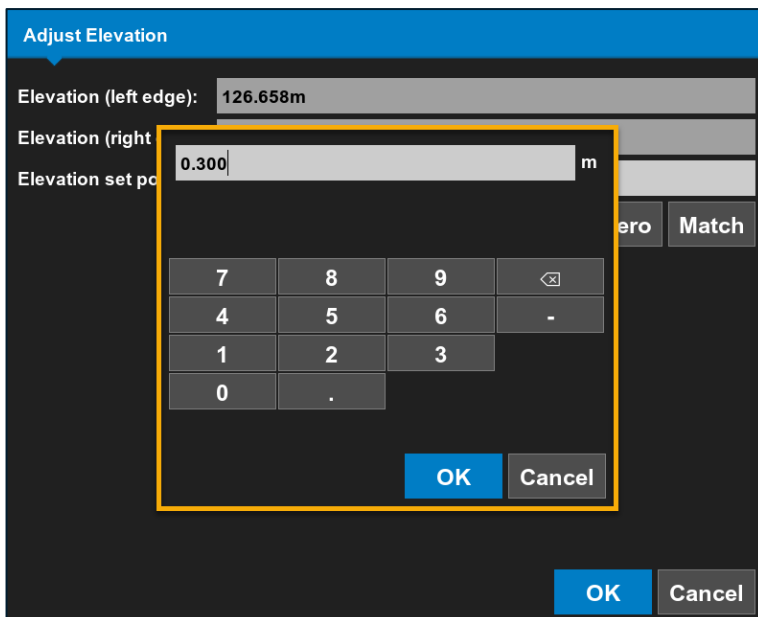 Adjust Elevation
Elevation (left edge): 126.658m
Elevation (right
Elevation set po
0.300 m
ero Match
7 8 9
4 5 6 -
1 2 3
0 .
OK Cancel
OK Cancel